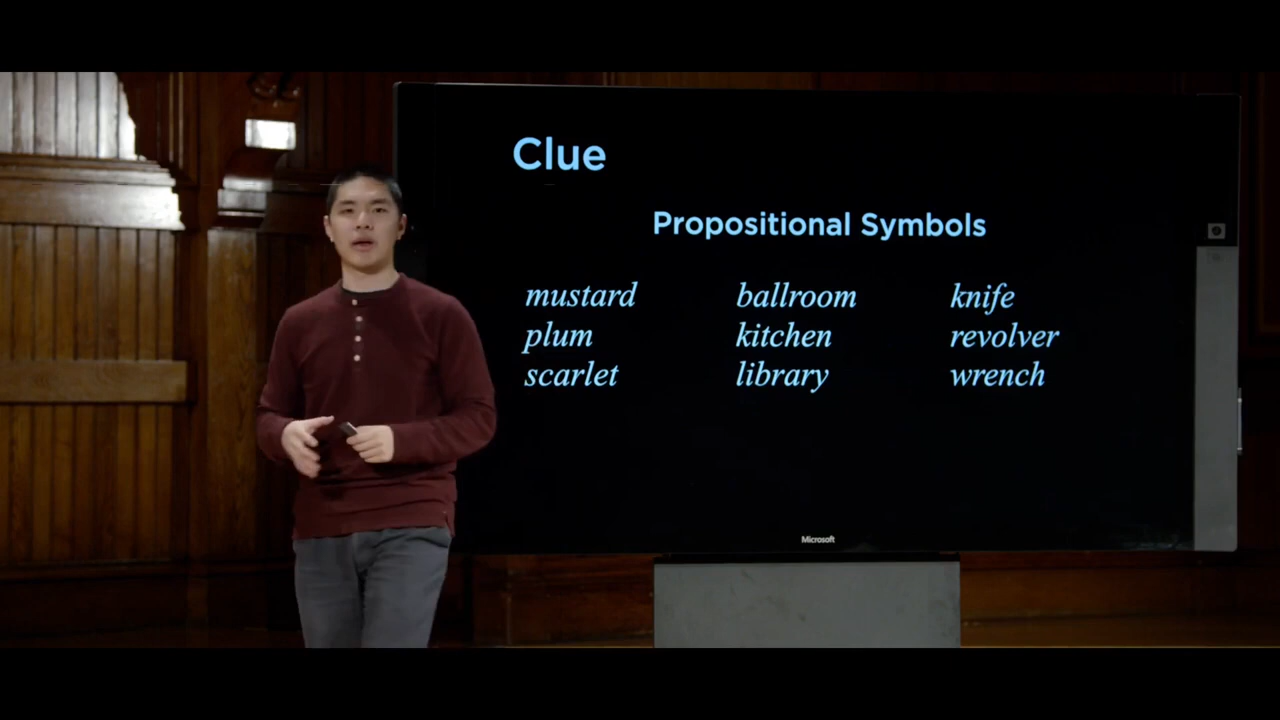 Clue
Propositional Symbols
mustard ballroom knife
plum kitchen revolver
scarlet library wrench
Microsoft